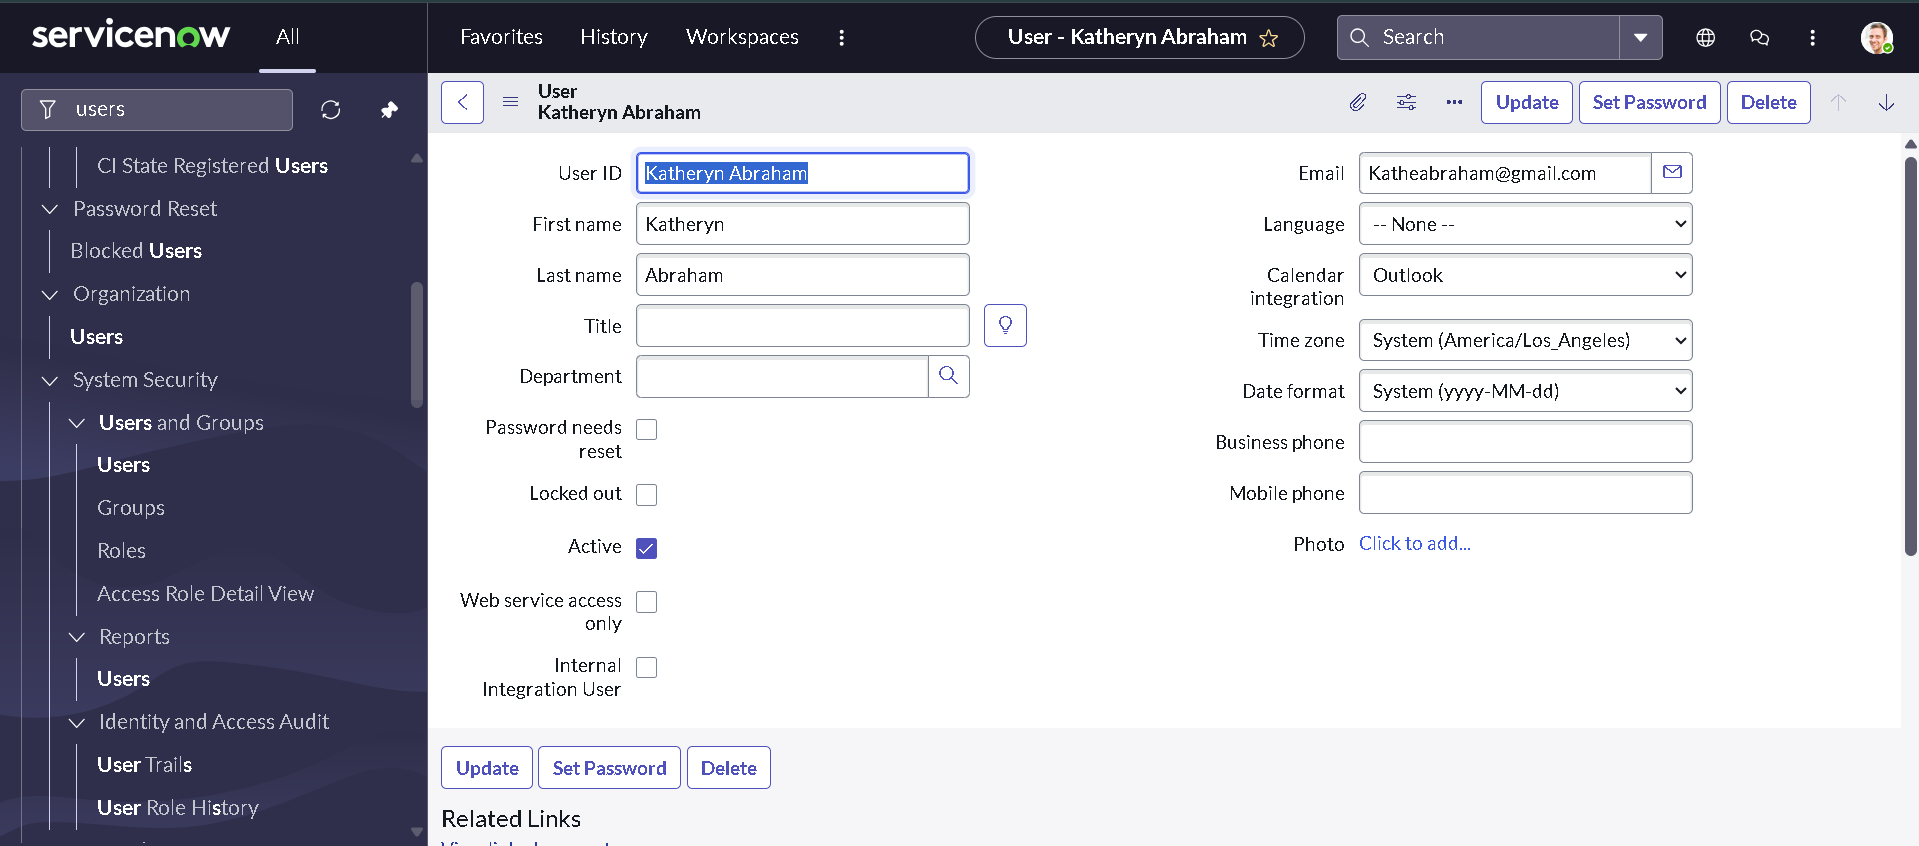 servicenow
All
Favorites
History
Workspaces
User - Katheryn Abraham
Search
users
CI State Registered Users
Password Reset
Blocked Users
Organization
Users
System Security
Users and Groups
Users
Groups
Roles
Access Role Detail View
Reports
Users
Identity and Access Audit
User Trails
User Role History
User
Katheryn Abraham
Update
Set Password
Delete
User ID
Katheryn Abraham
First name
Katheryn
Last name
Abraham
Title
Department
Password needs
reset
Locked out
Active
Web service access
only
Internal
Integration User
Email
Katheabraham@gmail.com
Language
-- None --
Calendar
integration
Outlook
Time zone
System (America/Los_Angeles)
Date format
System (yyyy-MM-dd)
Business phone
Mobile phone
Photo
Click to add...
Update
Set Password
Delete
Related Links